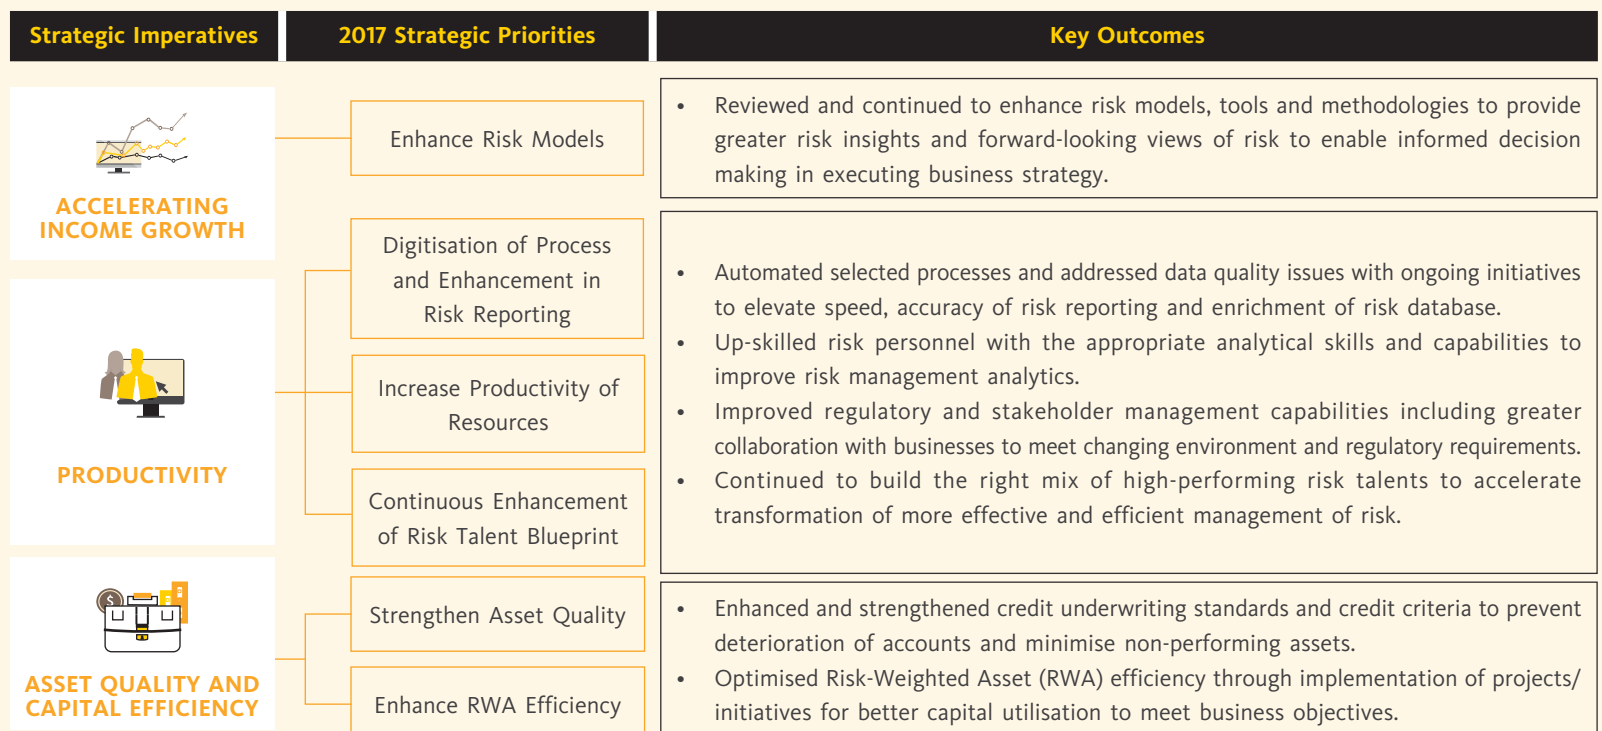 Strategic Imperatives
2017 Strategic Priorities
Key Outcomes
ACCELERATING
INCOME GROWTH
Enhance Risk Models
• Reviewed and continued to enhance risk models, tools and methodologies to provide
greater risk insights and forward-looking views of risk to enable informed decision
making in executing business strategy.
PRODUCTIVITY
Digitisation of Process
and Enhancement in
Risk Reporting
Increase Productivity of
Resources
Continuous Enhancement
of Risk Talent Blueprint
• Automated selected processes and addressed data quality issues with ongoing initiatives
to elevate speed, accuracy of risk reporting and enrichment of risk database.
• Up-skilled risk personnel with the appropriate analytical skills and capabilities to
improve risk management analytics.
• Improved regulatory and stakeholder management capabilities including greater
collaboration with businesses to meet changing environment and regulatory requirements.
• Continued to build the right mix of high-performing risk talents to accelerate
transformation of more effective and efficient management of risk.
$
ASSET QUALITY AND
CAPITAL EFFICIENCY
Strengthen Asset Quality
Enhance RWA Efficiency
• Enhanced and strengthened credit underwriting standards and credit criteria to prevent
deterioration of accounts and minimise non-performing assets.
• Optimised Risk-Weighted Asset (RWA) efficiency through implementation of projects/
initiatives for better capital utilisation to meet business objectives.